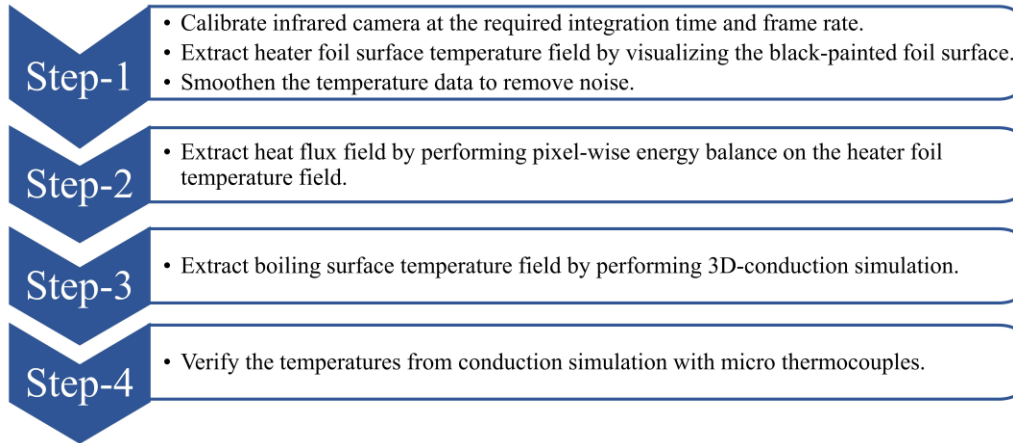 Step-1
• Calibrate infrared camera at the required integration time and frame rate.
• Extract heater foil surface temperature field by visualizing the black-painted foil surface.
• Smoothen the temperature data to remove noise.
Step-2
• Extract heat flux field by performing pixel-wise energy balance on the heater foil
temperature field.
Step-3
• Extract boiling surface temperature field by performing 3D-conduction simulation.
Step-4
• Verify the temperatures from conduction simulation with micro thermocouples.